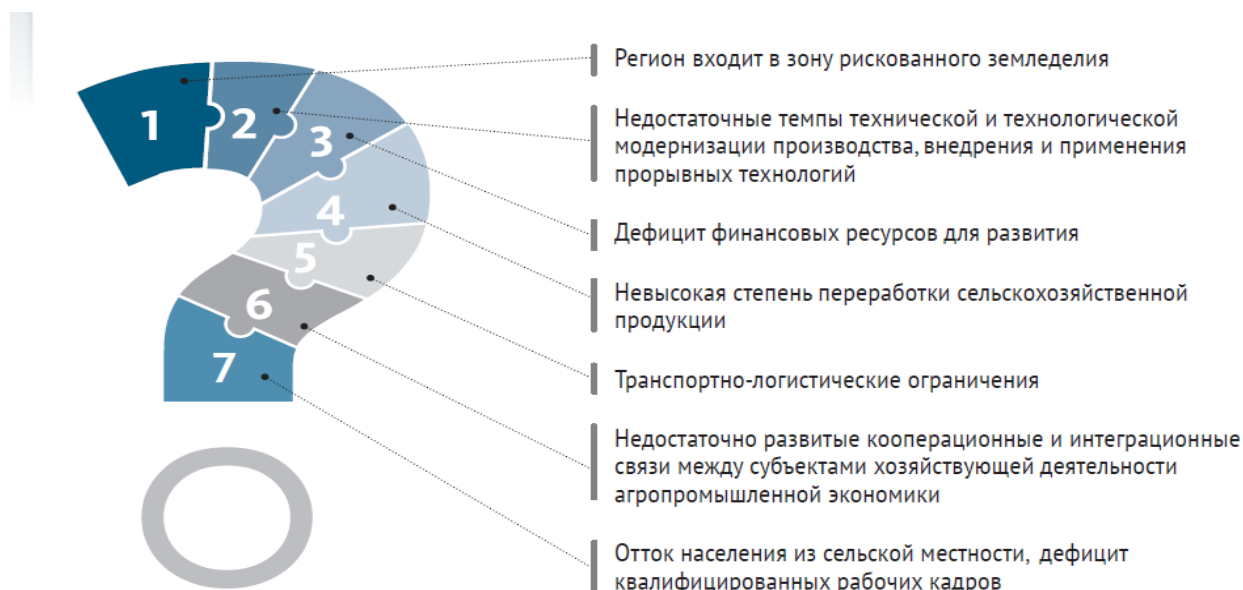 1
Регион входит в зону рискованного земледелия
2
Недостаточные темпы технической и технологической
модернизации производства, внедрения и применения
прорывных технологий
3
Дефицит финансовых ресурсов для развития
4
Невысокая степень переработки сельскохозяйственной
продукции
5
Транспортно-логистические ограничения
6
Недостаточно развитые кооперационные и интеграционные
связи между субъектами хозяйствующей деятельности
агропромышленной экономики
7
Отток населения из сельской местности, дефицит
квалифицированных рабочих кадров